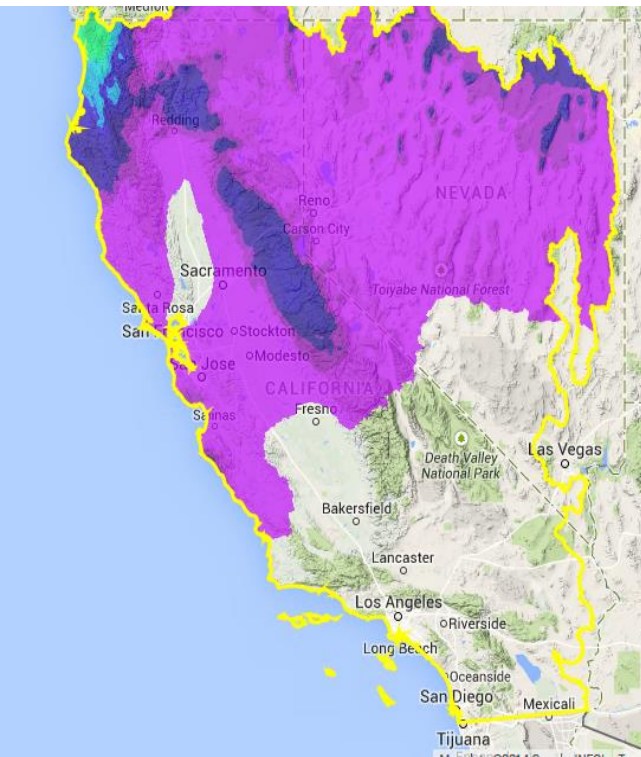 Medford
Redding
Reno
NEVADA
Carson City
Sacramento
Toiyabe National Forest
Santa Rosa
San Francisco
Stockton
San Jose
Modesto
CALIFORNIA
Salinas
Fresno
Death Valley
National Park
Las Vegas
Bakersfield
Lancaster
Los Angeles
Riverside
Long Beach
Oceanside
San Diego
Mexicali
Tijuana